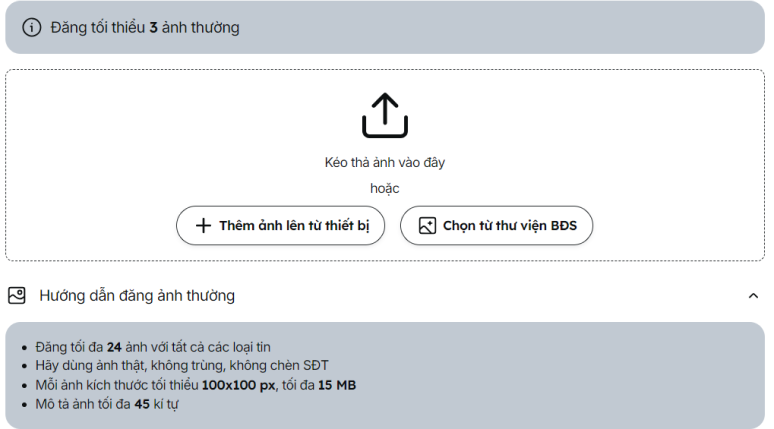 Đăng tối thiểu 3 ảnh thường
Kéo thả ảnh vào đây
hoặc
Thêm ảnh lên từ thiết bị
Chọn từ thư viện BĐS
Hướng dẫn đăng ảnh thường
• Đăng tối đa 24 ảnh với tất cả các loại tin
• Hãy dùng ảnh thật, không trùng, không chèn SĐT
• Mỗi ảnh kích thước tối thiểu 100x100 px, tối đa 15 MB
• Mô tả ảnh tối đa 45 kí tự